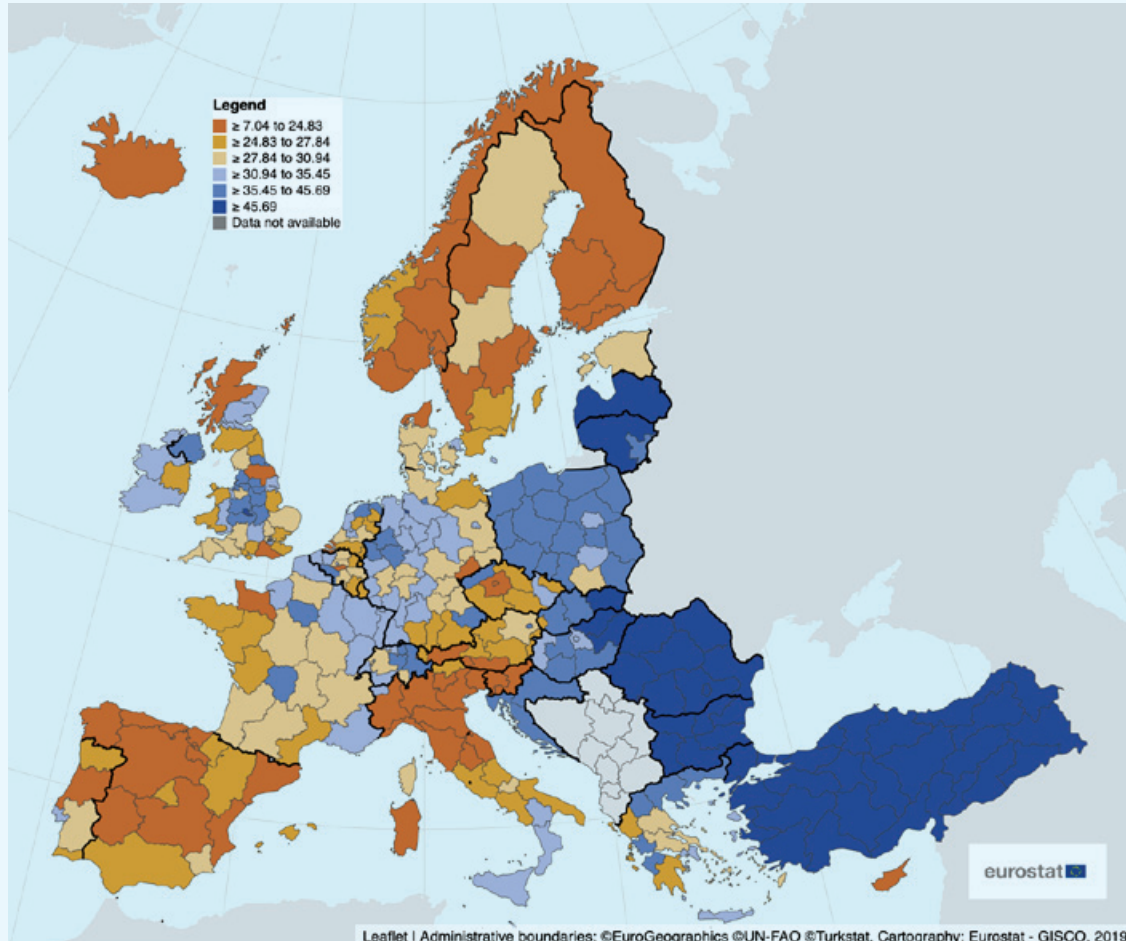 Legend
≥ 7.04 to 24.83
≥ 24.83 to 27.84
≥ 27.84 to 30.94
≥ 30.94 to 35.45
≥ 35.45 to 45.69
≥ 45.69
Data not available
eurostat
Leaflet | Administrative boundaries: ©EuroGeographics ©UN-FAO ©Turkstat, Cartography: Eurostat - GISCO, 2019